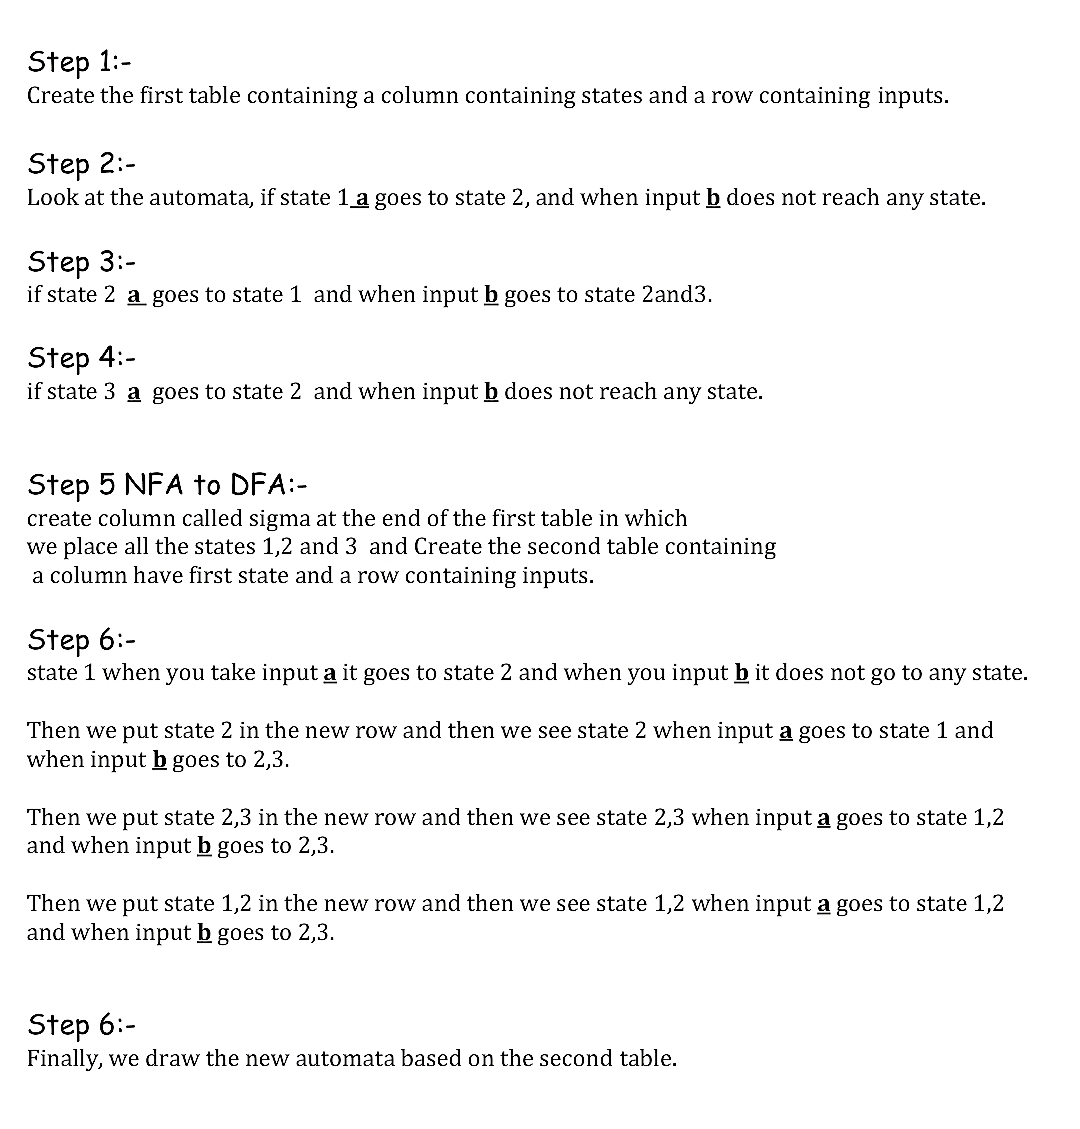 Step 1:-
Create the first table containing a column containing states and a row containing inputs.
Step 2:-
Look at the automata, if state 1 a goes to state 2, and when input b does not reach any state.
Step 3:-
if state 2 a goes to state 1 and when input b goes to state 2and3.
Step 4:-
if state 3 a goes to state 2 and when input b does not reach any state.
Step 5 NFA to DFA:-
create column called sigma at the end of the first table in which
we place all the states 1,2 and 3 and Create the second table containing
a column have first state and a row containing inputs.
Step 6:-
state 1 when you take input a it goes to state 2 and when you input b it does not go to any state.
Then we put state 2 in the new row and then we see state 2 when input a goes to state 1 and
when input b goes to 2,3.
Then we put state 2,3 in the new row and then we see state 2,3 when input a goes to state 1,2
and when input b goes to 2,3.
Then we put state 1,2 in the new row and then we see state 1,2 when input a goes to state 1,2
and when input b goes to 2,3.
Step 6:-
Finally, we draw the new automata based on the second table.